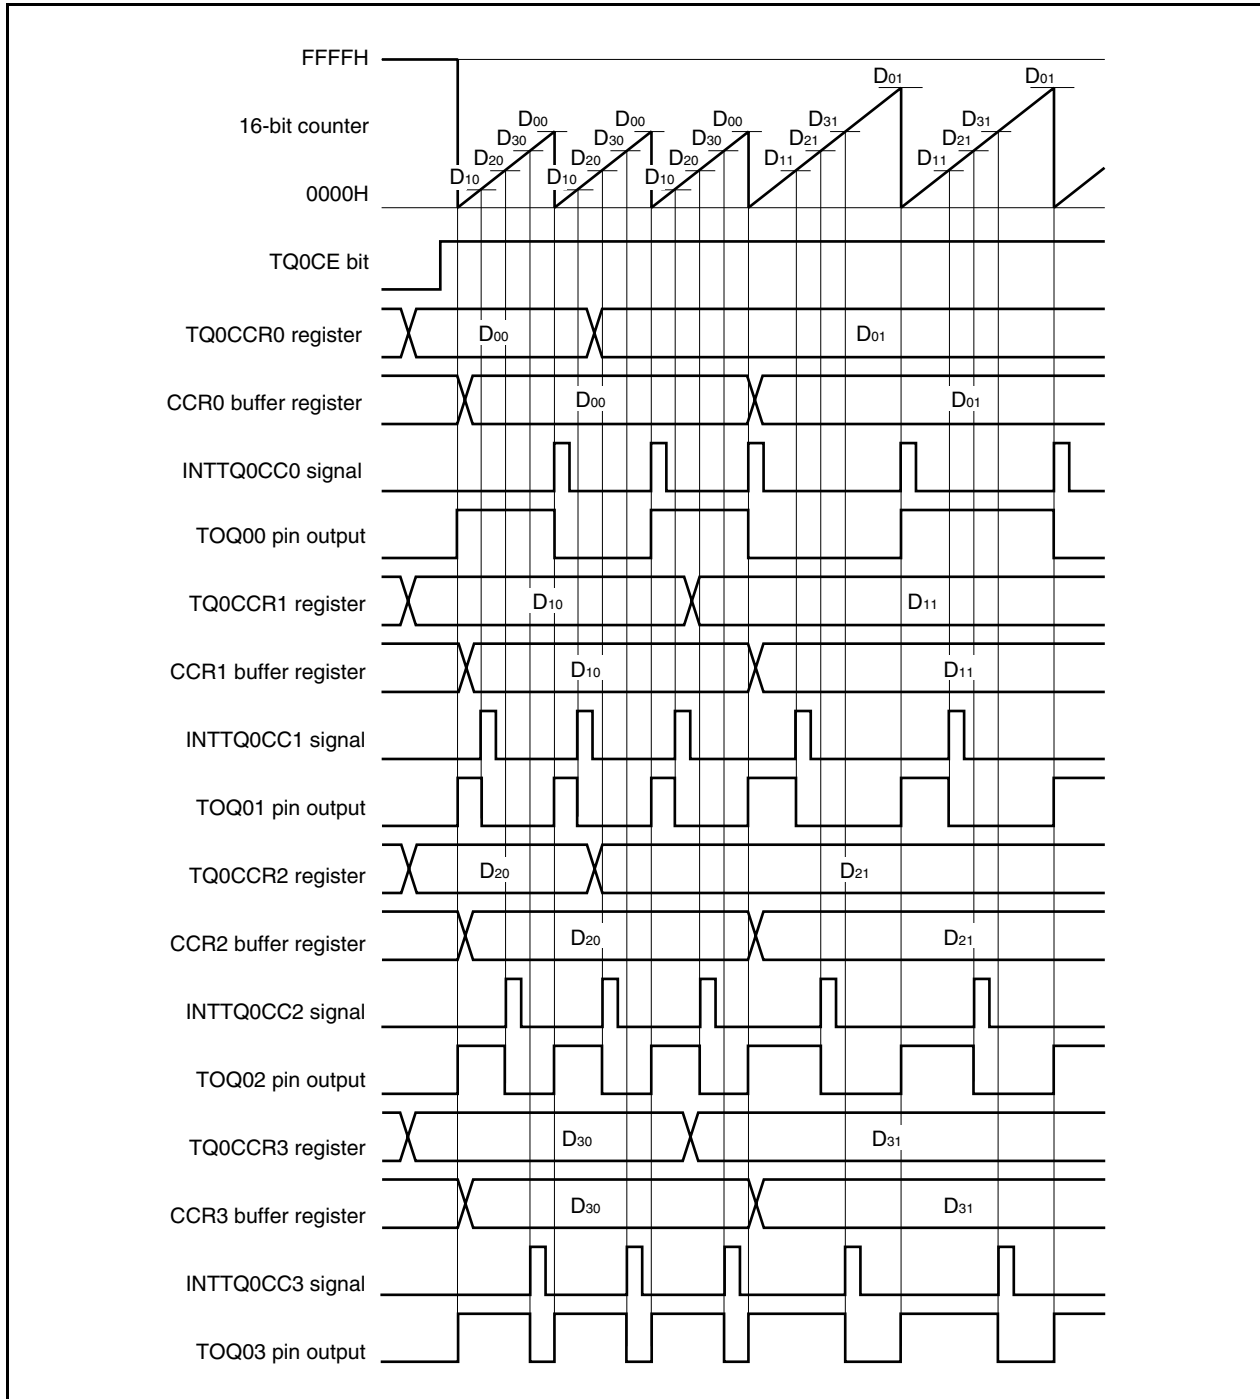 FFFFH
16-bit counter
0000H
D10 D20 D30 D00 D10 D20 D30 D00 D10 D20 D30 D00 D11 D21 D31 D01 D11 D21 D31 D01
TQ0CE bit
TQ0CCR0 register D00 D01
CCR0 buffer register D00 D01
INTTQ0CC0 signal
TOQ00 pin output
TQ0CCR1 register D10 D11
CCR1 buffer register D10 D11
INTTQ0CC1 signal
TOQ01 pin output
TQ0CCR2 register D20 D21
CCR2 buffer register D20 D21
INTTQ0CC2 signal
TOQ02 pin output
TQ0CCR3 register D30 D31
CCR3 buffer register D30 D31
INTTQ0CC3 signal
TOQ03 pin output